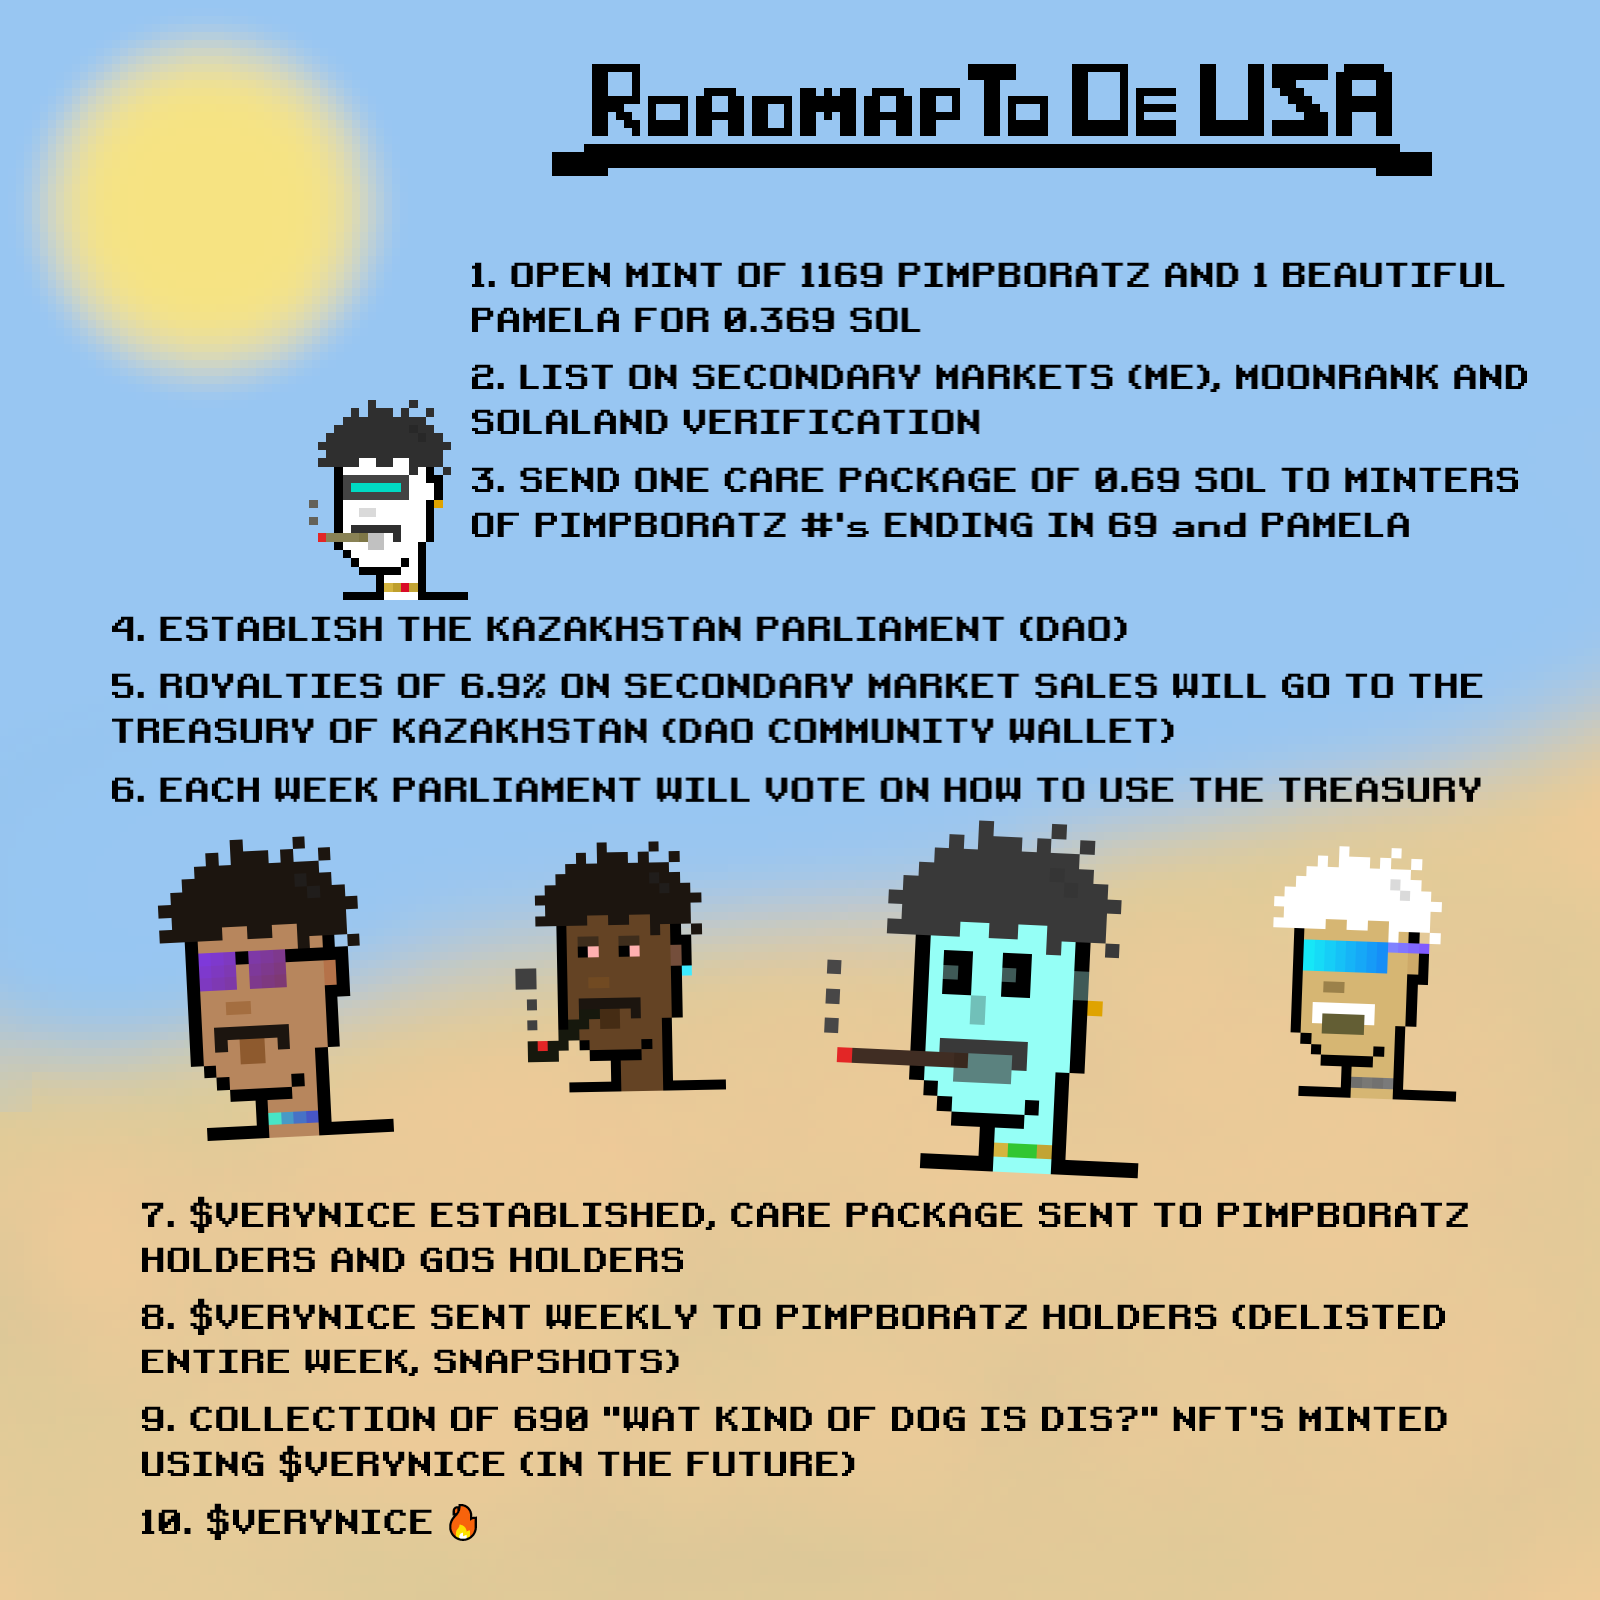 RoadmapTo De USA
1. OPEN MINT OF 1169 PIMPBORATZ AND 1 BEAUTIFUL
PAMELA FOR 0.369 SOL
2. LIST ON SECONDARY MARKETS (ME), MOONRANK AND
SOLALAND VERIFICATION
3. SEND ONE CARE PACKAGE OF 0.69 SOL TO MINTERS
OF PIMPBORATZ #'s ENDING IN 69 and PAMELA
4. ESTABLISH THE KAZAKHSTAN PARLIAMENT (DAO)
5. ROYALTIES OF 6.9% ON SECONDARY MARKET SALES WILL GO TO THE
TREASURY OF KAZAKHSTAN (DAO COMMUNITY WALLET)
6. EACH WEEK PARLIAMENT WILL VOTE ON HOW TO USE THE TREASURY
7. $VERYNICE ESTABLISHED, CARE PACKAGE SENT TO PIMPBORATZ
HOLDERS AND GOS HOLDERS
8. $VERYNICE SENT WEEKLY TO PIMPBORATZ HOLDERS (DELISTED
ENTIRE WEEK, SNAPSHOTS)
9. COLLECTION OF 690 "WAT KIND OF DOG IS DIS?" NFT'S MINTED
USING $VERYNICE (IN THE FUTURE)
10. $VERYNICE 🔥